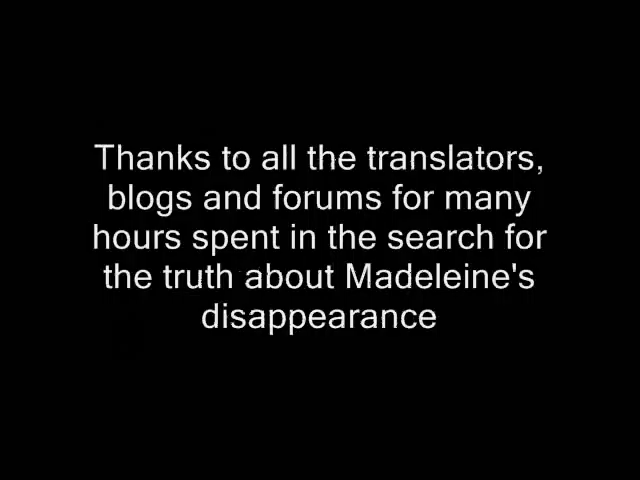 Thanks to all the translators,
blogs and forums for many
hours spent in the search for
the truth about Madeleine's
disappearance